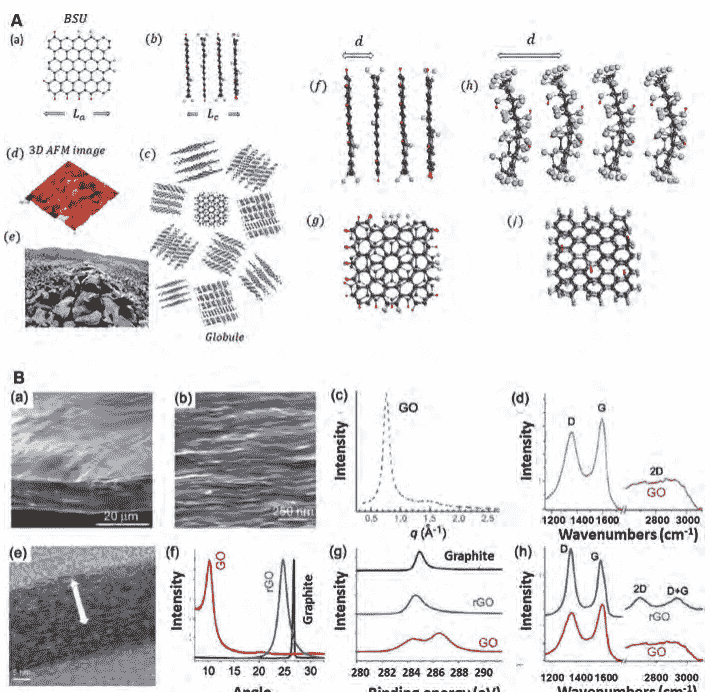 A
BSU
(a)
(b)
La
Lc
(d) 3D AFM image
(c)
(e)
Globule
d
(f)
d
(h)
(g)
(j)
B
(a)
20 μm
(b)
250 nm
(c)
GO
Intensity
0.5 1.0 1.5 2.0 2.5
q (Å-1)
(d)
D
G
2D
GO
Intensity
1200 1400 1600 2800 3000
Wavenumbers (cm-1)
(e)
5 nm
(f)
GO
rGO
Graphite
Intensity
10 15 20 25 30
Angle
(g)
Graphite
rGO
GO
Intensity
280 282 284 286 288 290
Binding energy (eV)
(h)
D
G
2D
D+G
rGO
GO
Intensity
1200 1400 1600 2800 3000
Wavenumbers (cm-1)